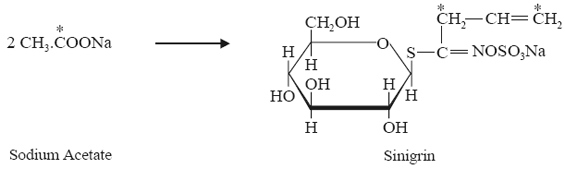 2 CH₃.C*OONa
CH₂OH
*CH₂—CH=*CH₂
O
S—C=NOSO₃Na
H
H
OH
H
HO
H
H
OH
Sodium Acetate
Sinigrin